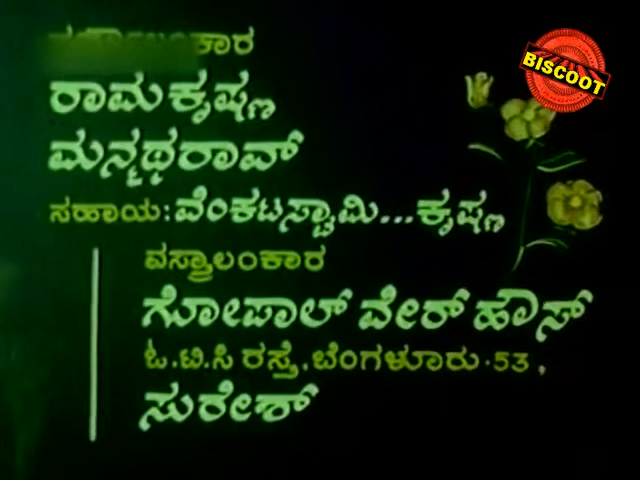 BISCOOT
ರಾಮಕೃಷ್ಣ
ಮನ್ಮಥರಾವ್
ಸಹಾಯ: ವೆಂಕಟಸ್ವಾಮಿ... ಕೃಷ್ಣ
ವಸ್ತ್ರಾಲಂಕಾರ
ಗೋಪಾಲ್ ವೇರ್ ಹೌಸ್
ಓ.ಟಿ.ಸಿ ರಸ್ತೆ, ಬೆಂಗಳೂರು-53,
ಸುರೇಶ್